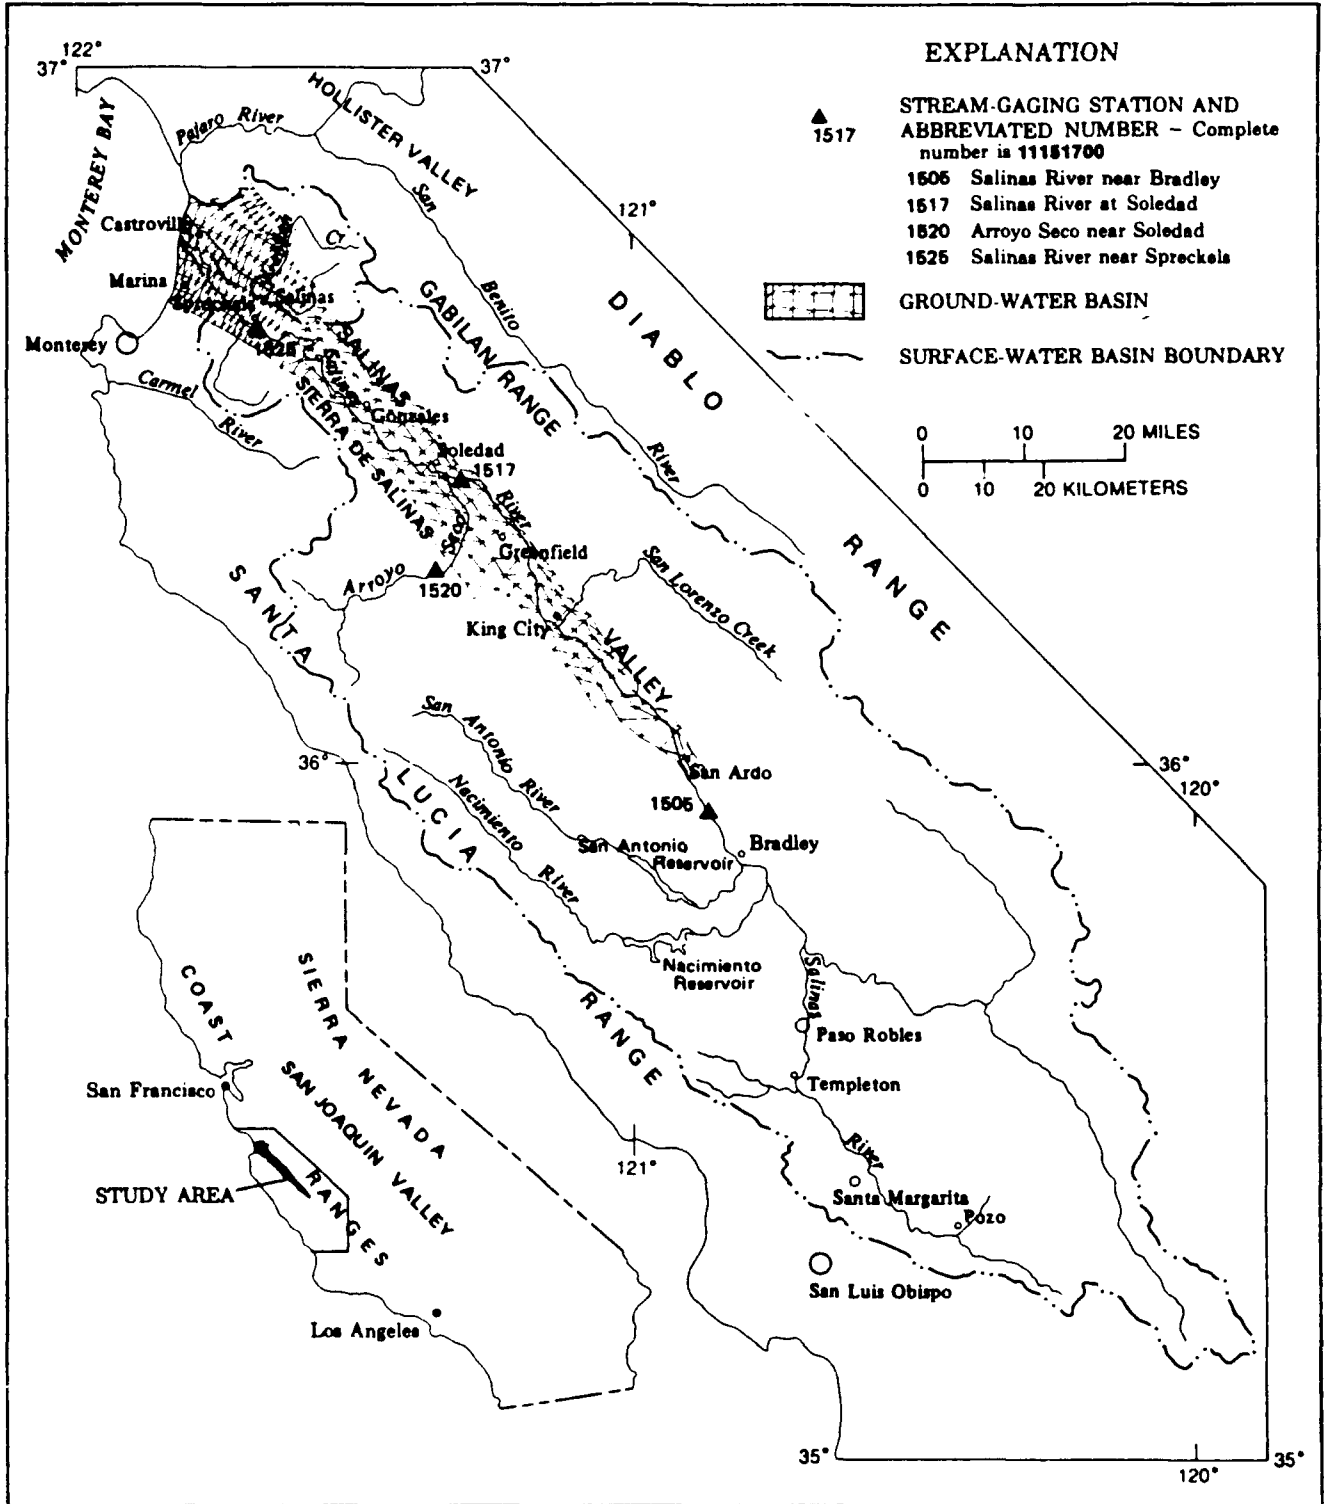 EXPLANATION
1517
STREAM-GAGING STATION AND
ABBREVIATED NUMBER – Complete
number is 11151700
1505 Salinas River near Bradley
1517 Salinas River at Soledad
1520 Arroyo Seco near Soledad
1525 Salinas River near Spreckels
GROUND-WATER BASIN
SURFACE-WATER BASIN BOUNDARY
0 10 20 MILES
0 10 20 KILOMETERS
122°
37°
37°
HOLLISTER VALLEY
MONTEREY BAY
Pajaro River
San Benito River
121°
DIABLO RANGE
GABILAN RANGE
Castroville
Cr
Marina
Spreckels
Salinas
1525
Monterey
Carmel River
SALINAS VALLEY
SIERRA DE SALINAS
Salinas River
Gonzales
Soledad
1517
Greenfield
Arroyo Seco
1520
King City
San Lorenzo Creek
SANTA LUCIA RANGE
36°
36°
120°
San Antonio River
Nacimiento River
San Ardo
1505
Bradley
San Antonio
Reservoir
Nacimiento
Reservoir
Salinas River
Paso Robles
Templeton
Santa Margarita
Pozo
San Luis Obispo
121°
35°
35°
120°
COAST RANGES
SIERRA NEVADA
SAN JOAQUIN VALLEY
San Francisco
STUDY AREA
Los Angeles